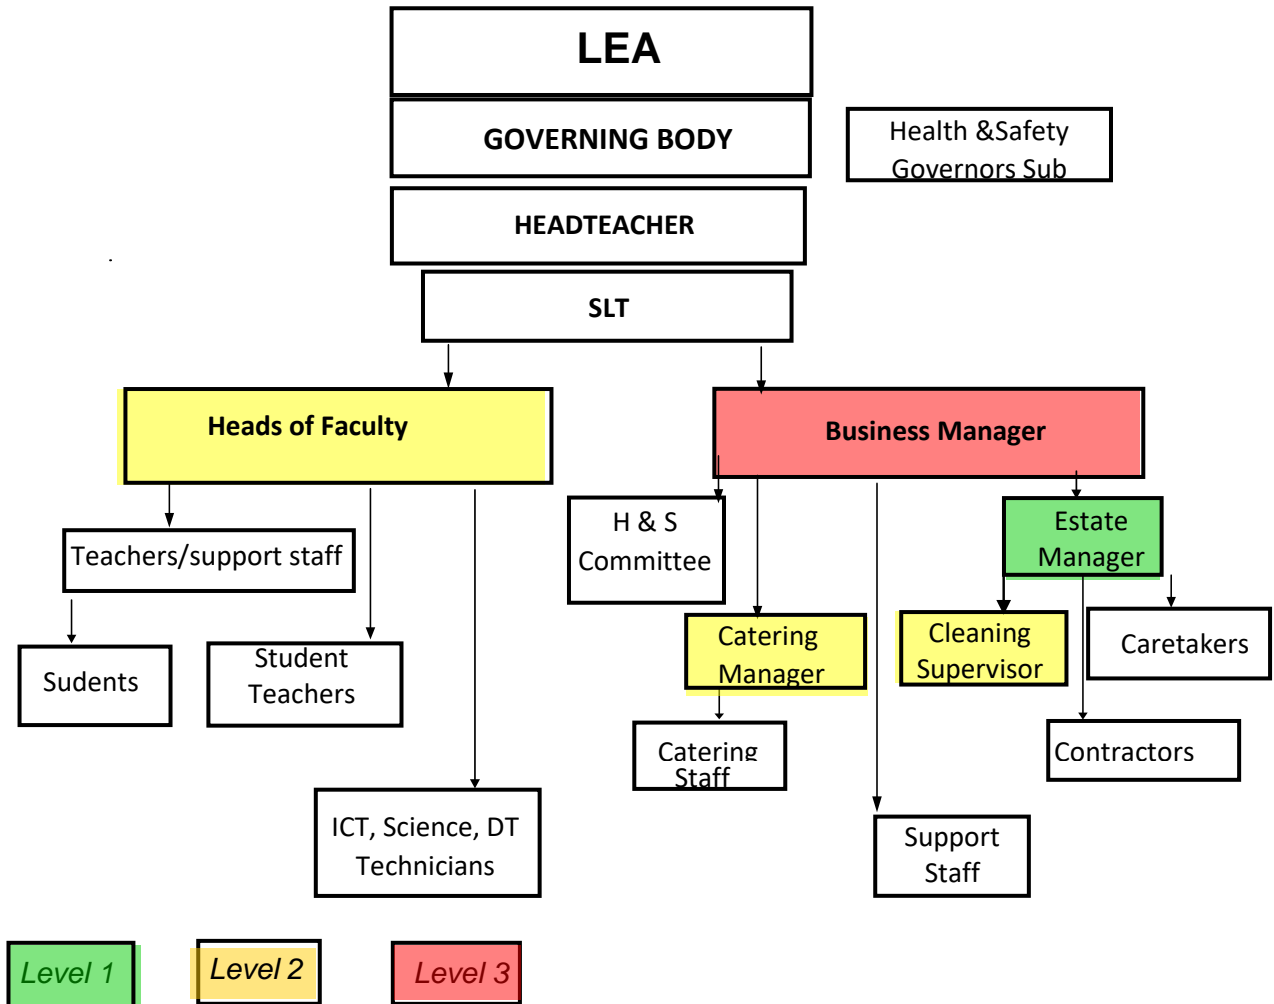 LEA
GOVERNING BODY
Health &Safety
Governors Sub
HEADTEACHER
SLT
Heads of Faculty
Business Manager
Teachers/support staff
H & S
Committee
Estate
Manager
Sudents
Student
Teachers
Catering
Manager
Cleaning
Supervisor
Caretakers
Catering
Staff
Contractors
ICT, Science, DT
Technicians
Support
Staff
Level 1
Level 2
Level 3